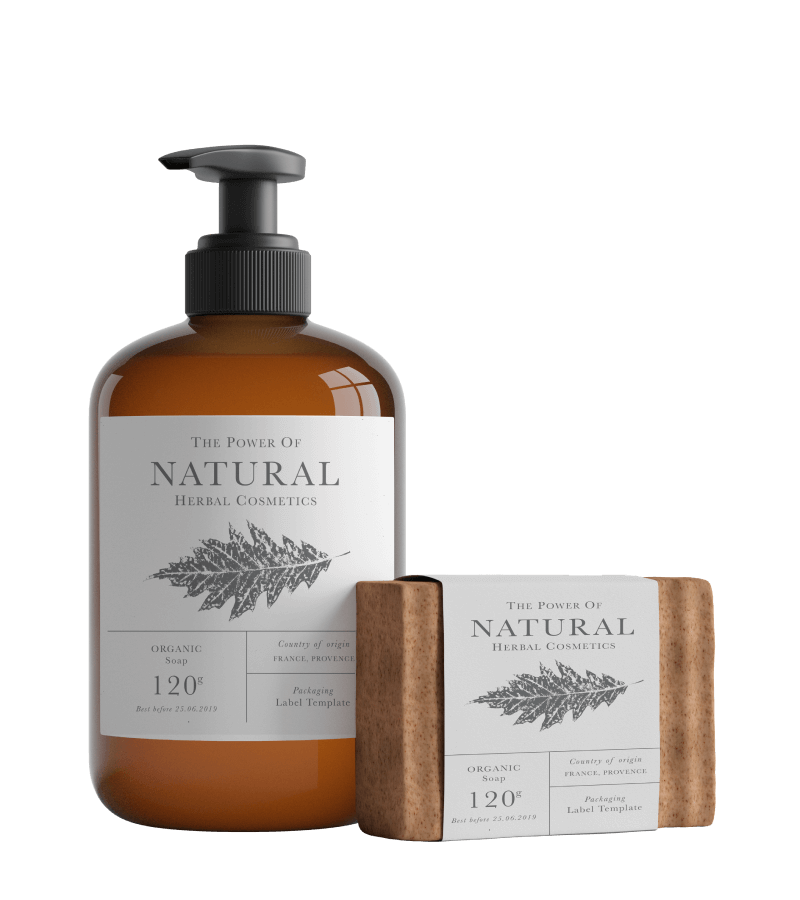 THE POWER OF
NATURAL
HERBAL COSMETICS
ORGANIC
Soap
120g
Best before 25.06.2019
Country of origin
FRANCE, PROVENCE
Packaging
Label Template
THE POWER OF
NATURAL
HERBAL COSMETICS
ORGANIC
Soap
120g
Best before 25.06.2019
Country of origin
FRANCE, PROVENCE
Packaging
Label Template